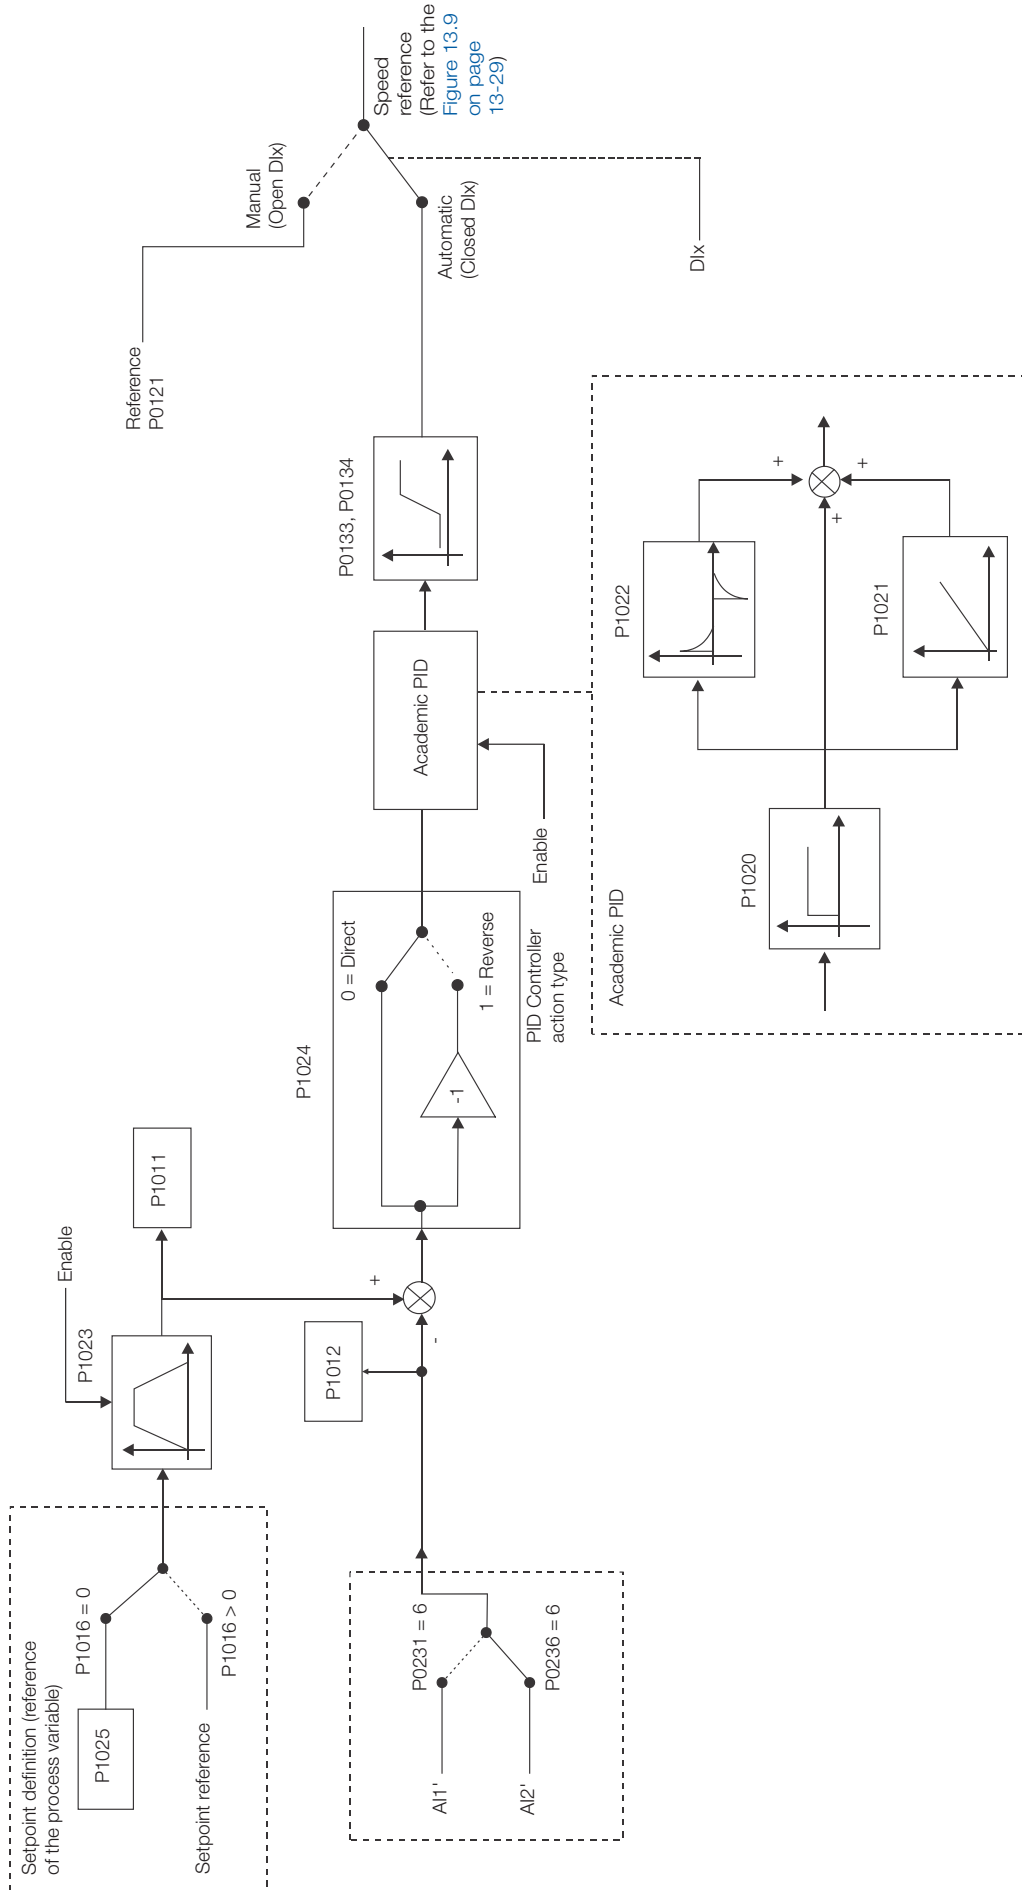 Setpoint definition (reference
of the process variable)
P1025
P1016 = 0
Setpoint reference
P1016 > 0
Enable
P1023
P1011
AI1'
P0231 = 6
AI2'
P0236 = 6
P1012
+
-
P1024
0 = Direct
-1
1 = Reverse
PID Controller
action type
Enable
Academic PID
P0133, P0134
Reference
P0121
Manual
(Open DIx)
Automatic
(Closed DIx)
Speed
reference
(Refer to the
Figure 13.9
on page
13-29)
DIx
Academic PID
P1020
P1022
P1021
+
+
+